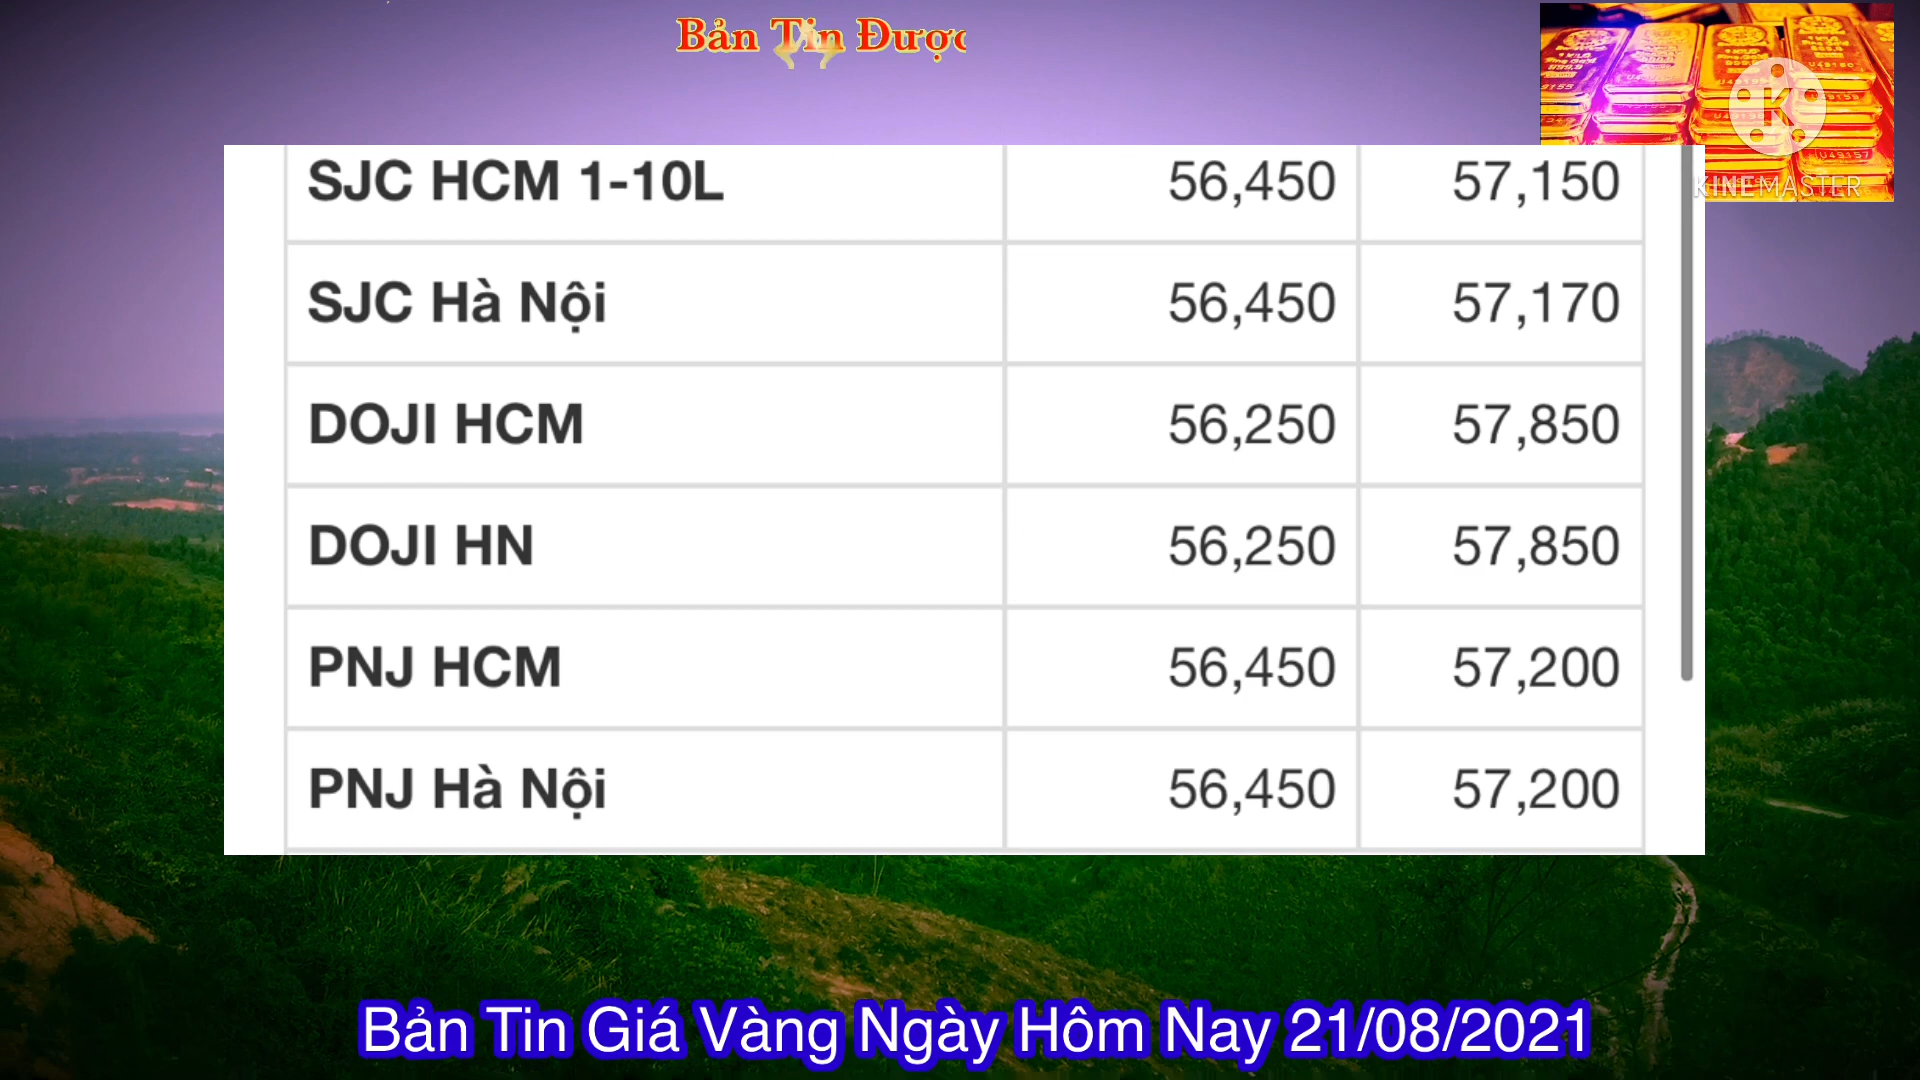 Bản Tin Được
KINEMASTER
SJC HCM 1-10L 56,450 57,150
SJC Hà Nội 56,450 57,170
DOJI HCM 56,250 57,850
DOJI HN 56,250 57,850
PNJ HCM 56,450 57,200
PNJ Hà Nội 56,450 57,200
Bản Tin Giá Vàng Ngày Hôm Nay 21/08/2021